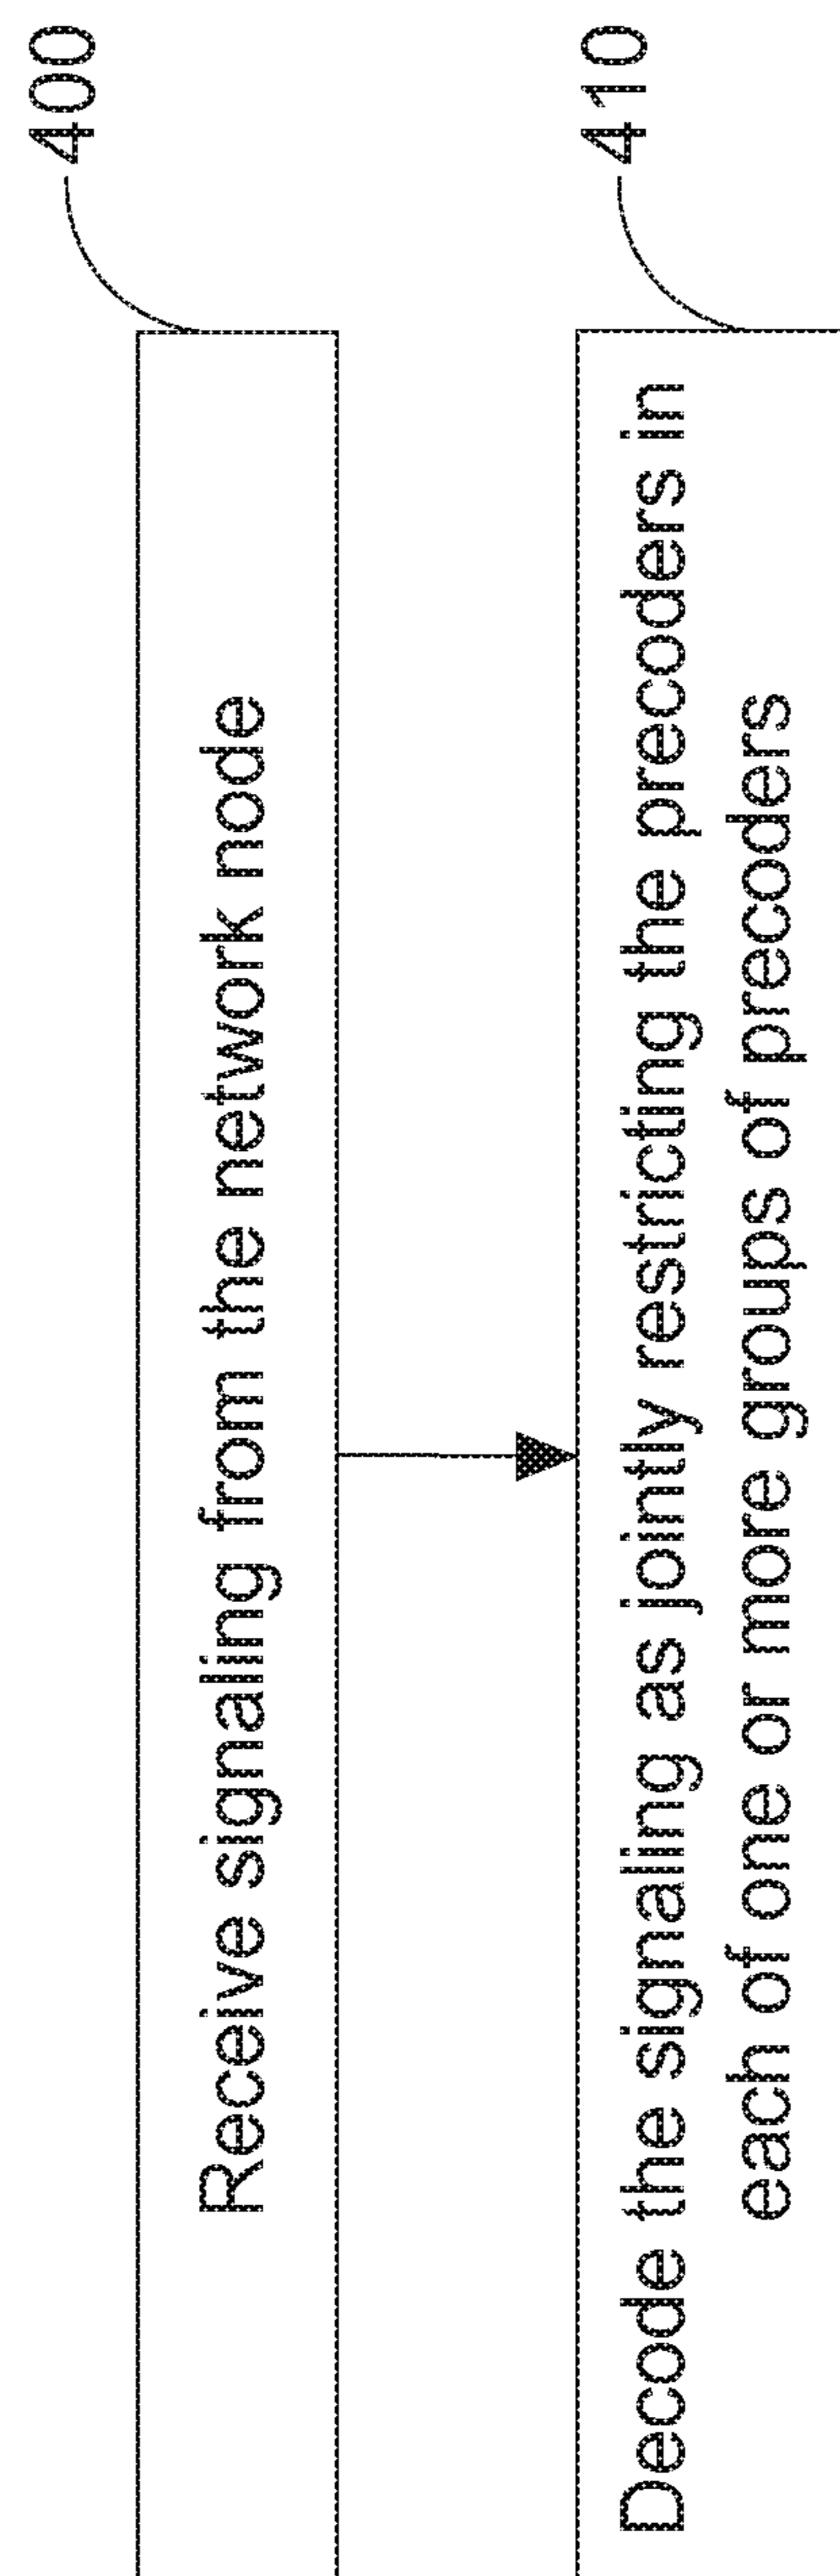 400
Receive signaling from the network node
410
Decode the signaling as jointly restricting the precoders in
each of one or more groups of precoders